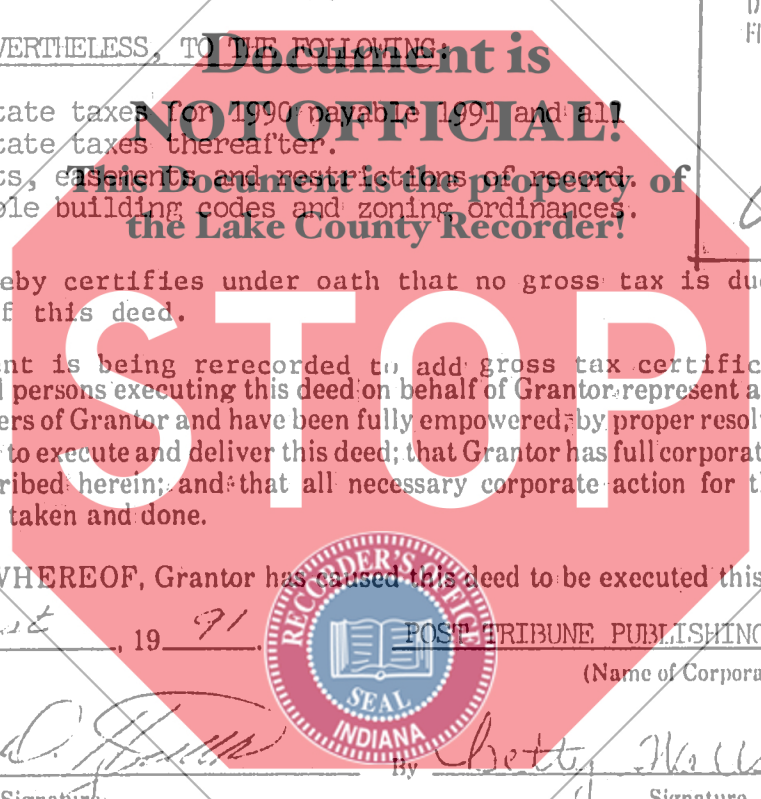 VERTHELESS, TO THE FOLLOWING:
Document is
tate taxes for 1990 payable 1991 and all
NOT OFFICIAL!
tate taxes thereafter.
ts, easements and restrictions of record.
This Document is the property of
ble building codes and zoning ordinances.
the Lake County Recorder!
eby certifies under oath that no gross tax is due
f this deed.
STOP
nt is being rerecorded to add gross tax certific
persons executing this deed on behalf of Grantor represent a
ers of Grantor and have been fully empowered, by proper resol
to execute and deliver this deed; that Grantor has full corporat
ribed herein; and that all necessary corporate action for th
taken and done.
WHEREOF, Grantor has caused this deed to be executed this
, 19 91.
POST TRIBUNE PUBLISHING
(Name of Corpora
RECORDER'S OFFICE
SEAL
INDIANA
By Betty
Signature
Signature